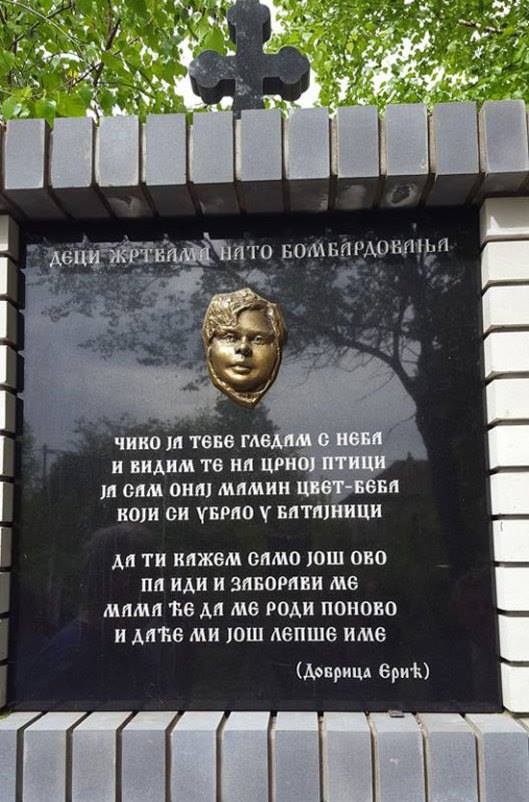 ДЕЦИ ЖРТВАМА НАТО БОМБАРДОВАЊА
ЧИКО ЈА ТЕБЕ ГЛЕДАМ С НЕБА
И ВИДИМ ТЕ НА ЦРНОЈ ПТИЦИ
ЈА САМ ОНАЈ МАМИН ЦВЕТ-БЕБА
КОЈИ СИ УБРАО У БАТАЈНИЦИ
ДА ТИ КАЖЕМ САМО ЈОШ ОВО
ПА ИДИ И ЗАБОРАВИ МЕ
МАМА ЋЕ ДА МЕ РОДИ ПОНОВО
И ДАЋЕ МИ ЈОШ ЛЕПШЕ ИМЕ
(Добрица Ерић)